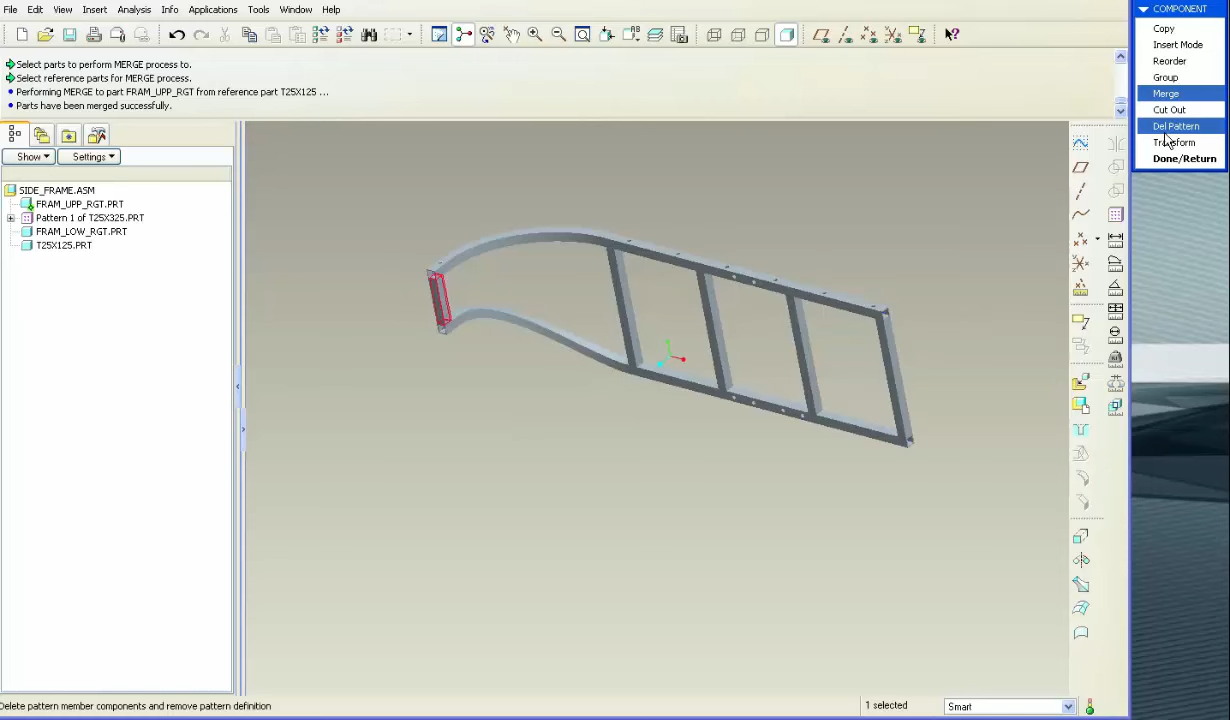 File Edit View Insert Analysis Info Applications Tools Window Help
COMPONENT
Copy
Insert Mode
Reorder
Group
Merge
Cut Out
Del Pattern
Transform
Done/Return
Select parts to perform MERGE process to.
Select reference parts for MERGE process.
Performing MERGE to part FRAM_UPP_RGT from reference part T25X125 ...
Parts have been merged successfully.
Show Settings
SIDE_FRAME.ASM
FRAM_UPP_RGT.PRT
Pattern 1 of T25X325.PRT
FRAM_LOW_RGT.PRT
T25X125.PRT
Delete pattern member components and remove pattern definition
1 selected
Smart